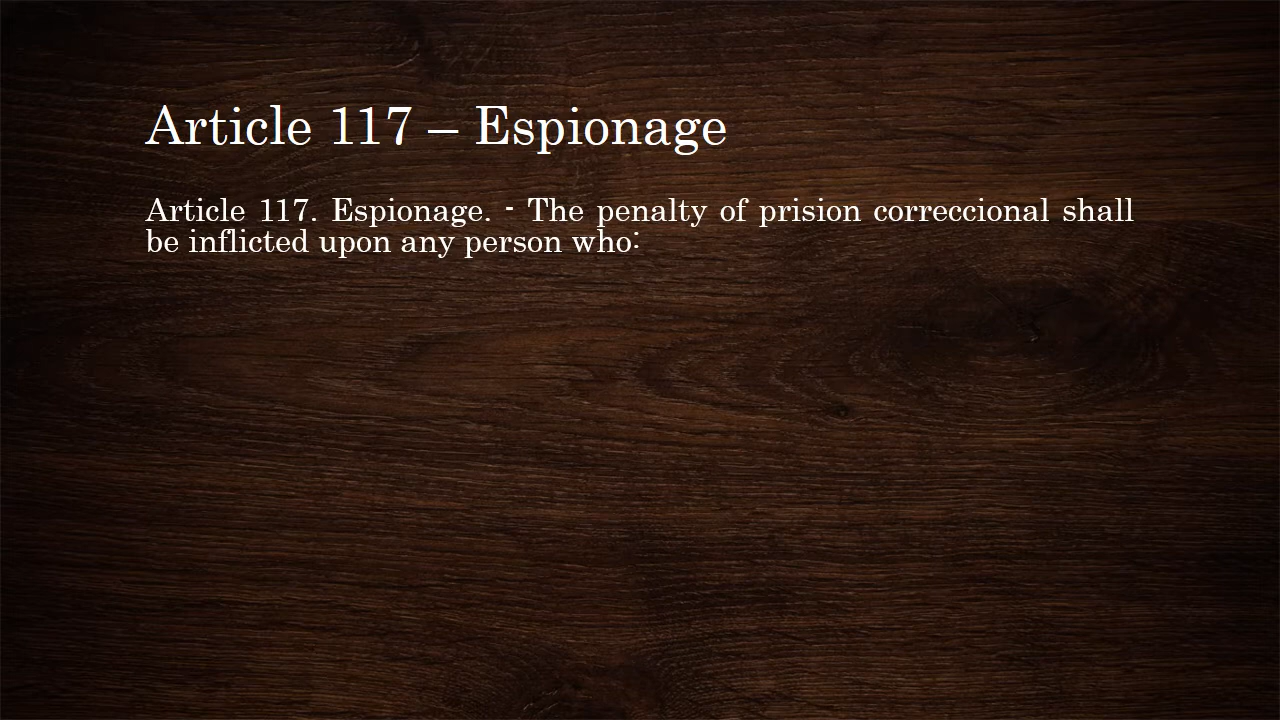 Article 117 – Espionage
Article 117. Espionage. - The penalty of prision correccional shall
be inflicted upon any person who: